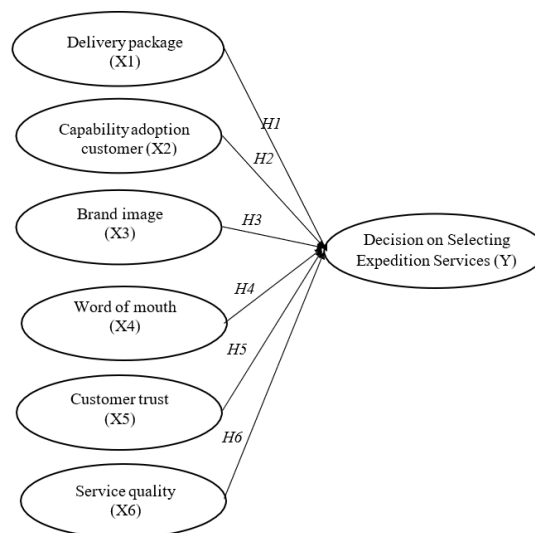 Delivery package
(X1)
H1
Capability adoption
customer (X2)
H2
Brand image
(X3)
H3
Decision on Selecting
Expedition Services (Y)
Word of mouth
(X4)
H4
H5
Customer trust
(X5)
H6
Service quality
(X6)